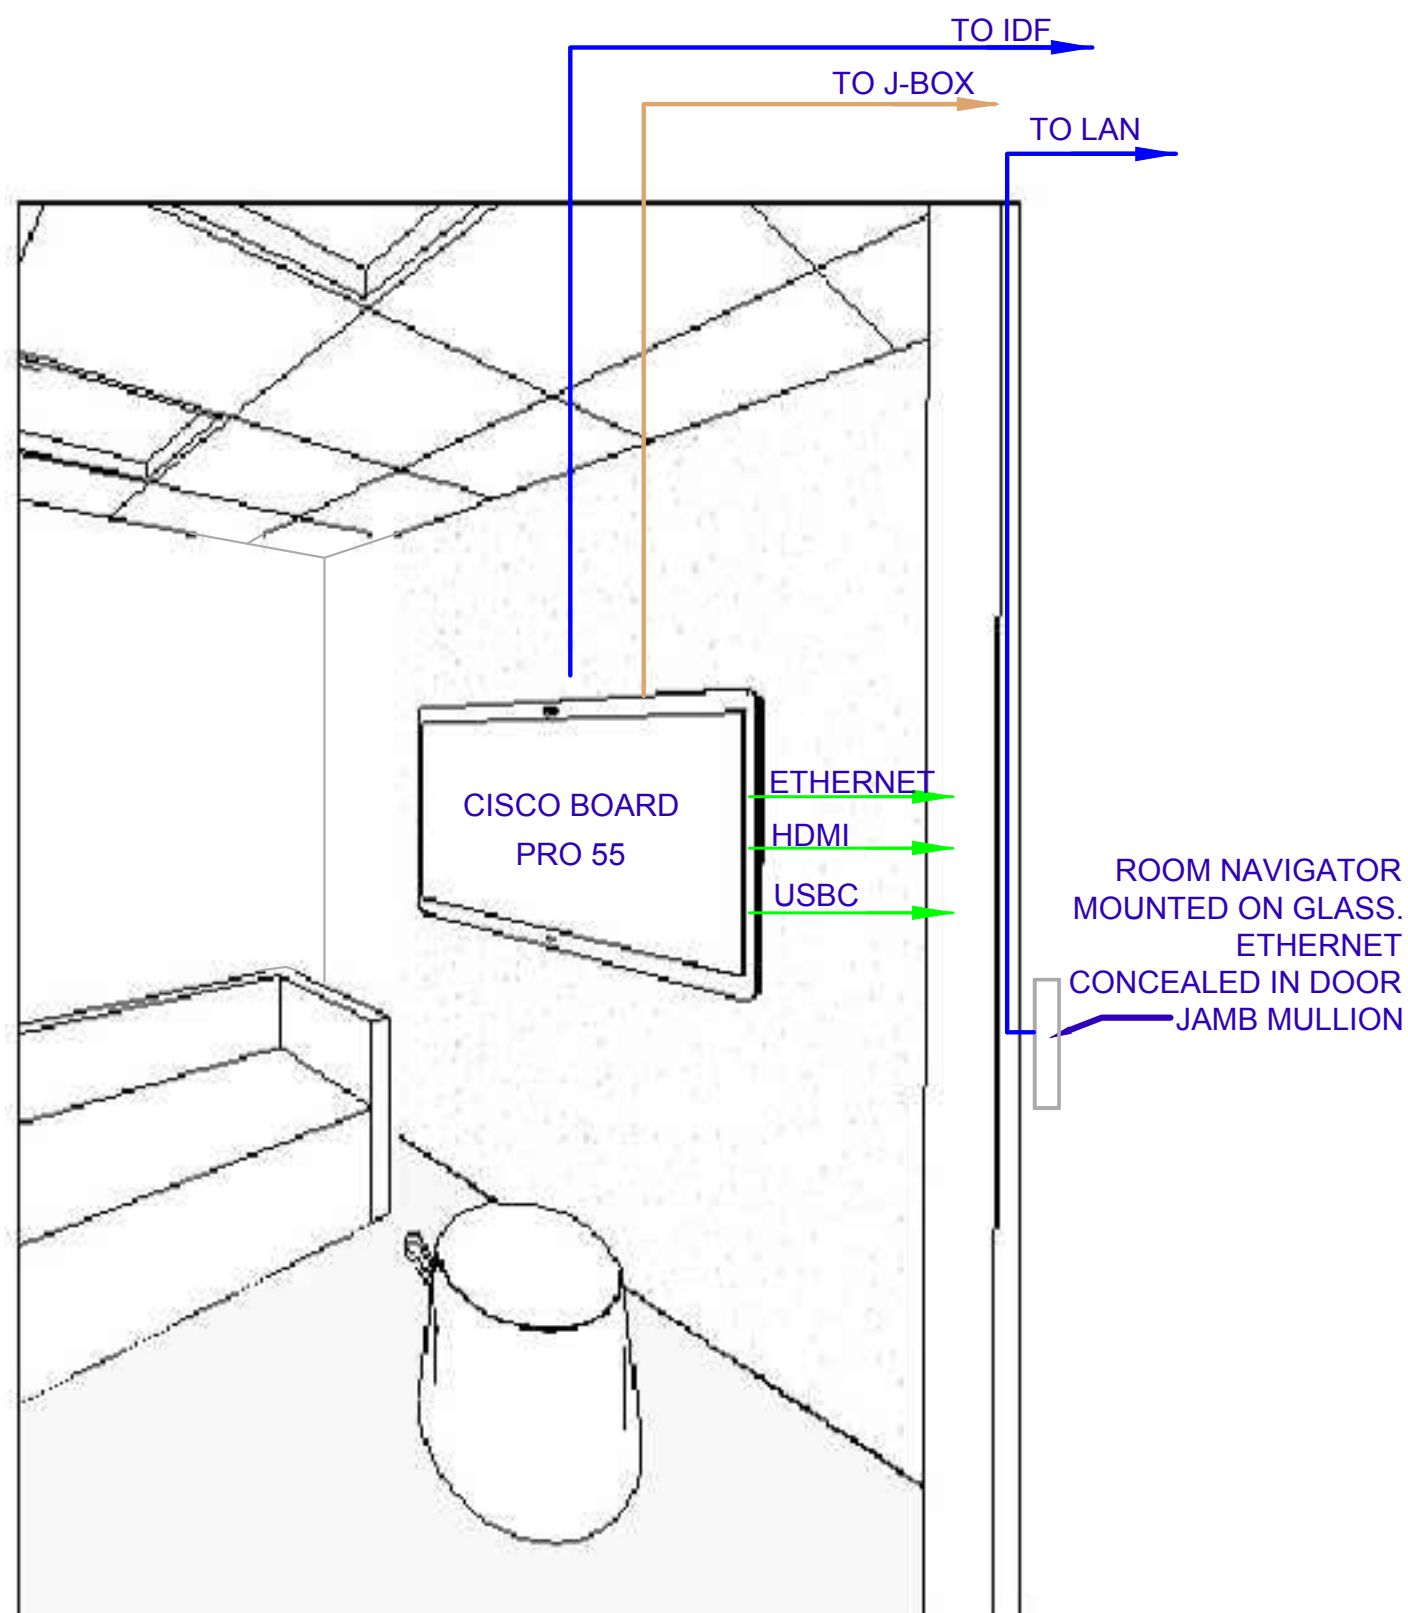 TO IDF
TO J-BOX
TO LAN
ETHERNET
CISCO BOARD
PRO 55
HDMI
USBC
ROOM NAVIGATOR
MOUNTED ON GLASS.
ETHERNET
CONCEALED IN DOOR
JAMB MULLION